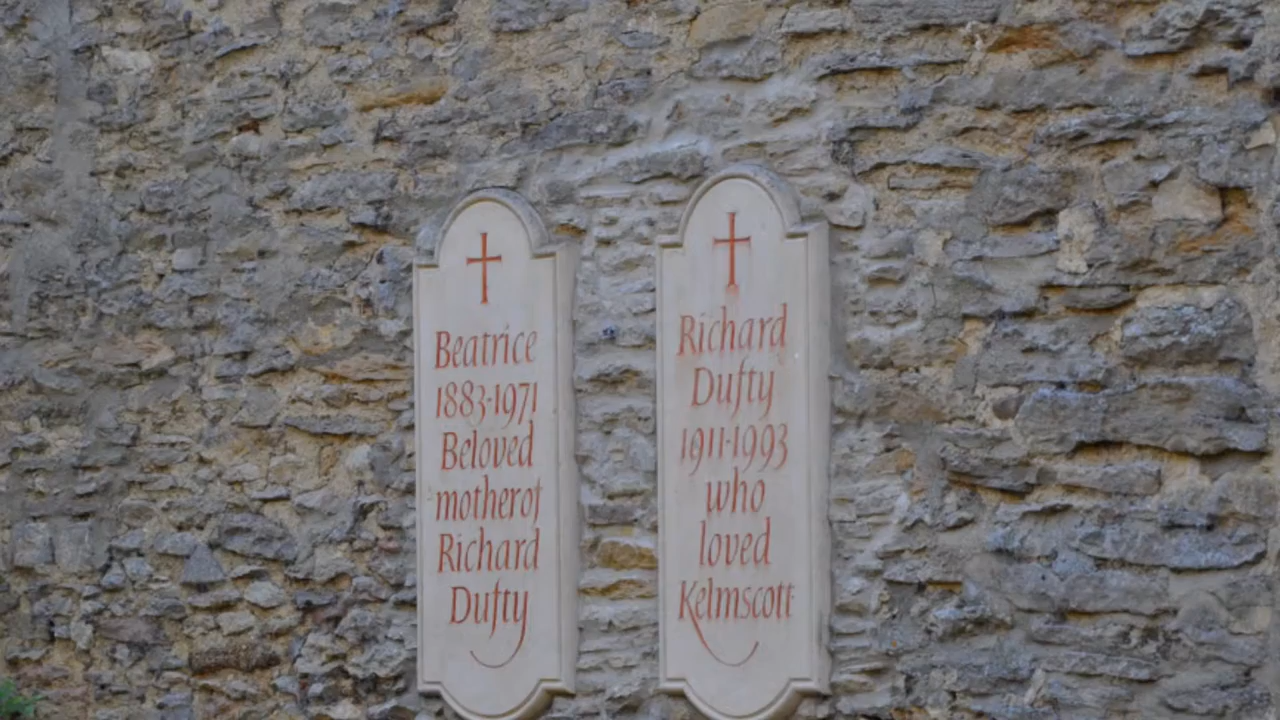 Beatrice
1883-1971
Beloved
mother of
Richard
Dufty
Richard
Dufty
1911-1993
who
loved
Kelmscott